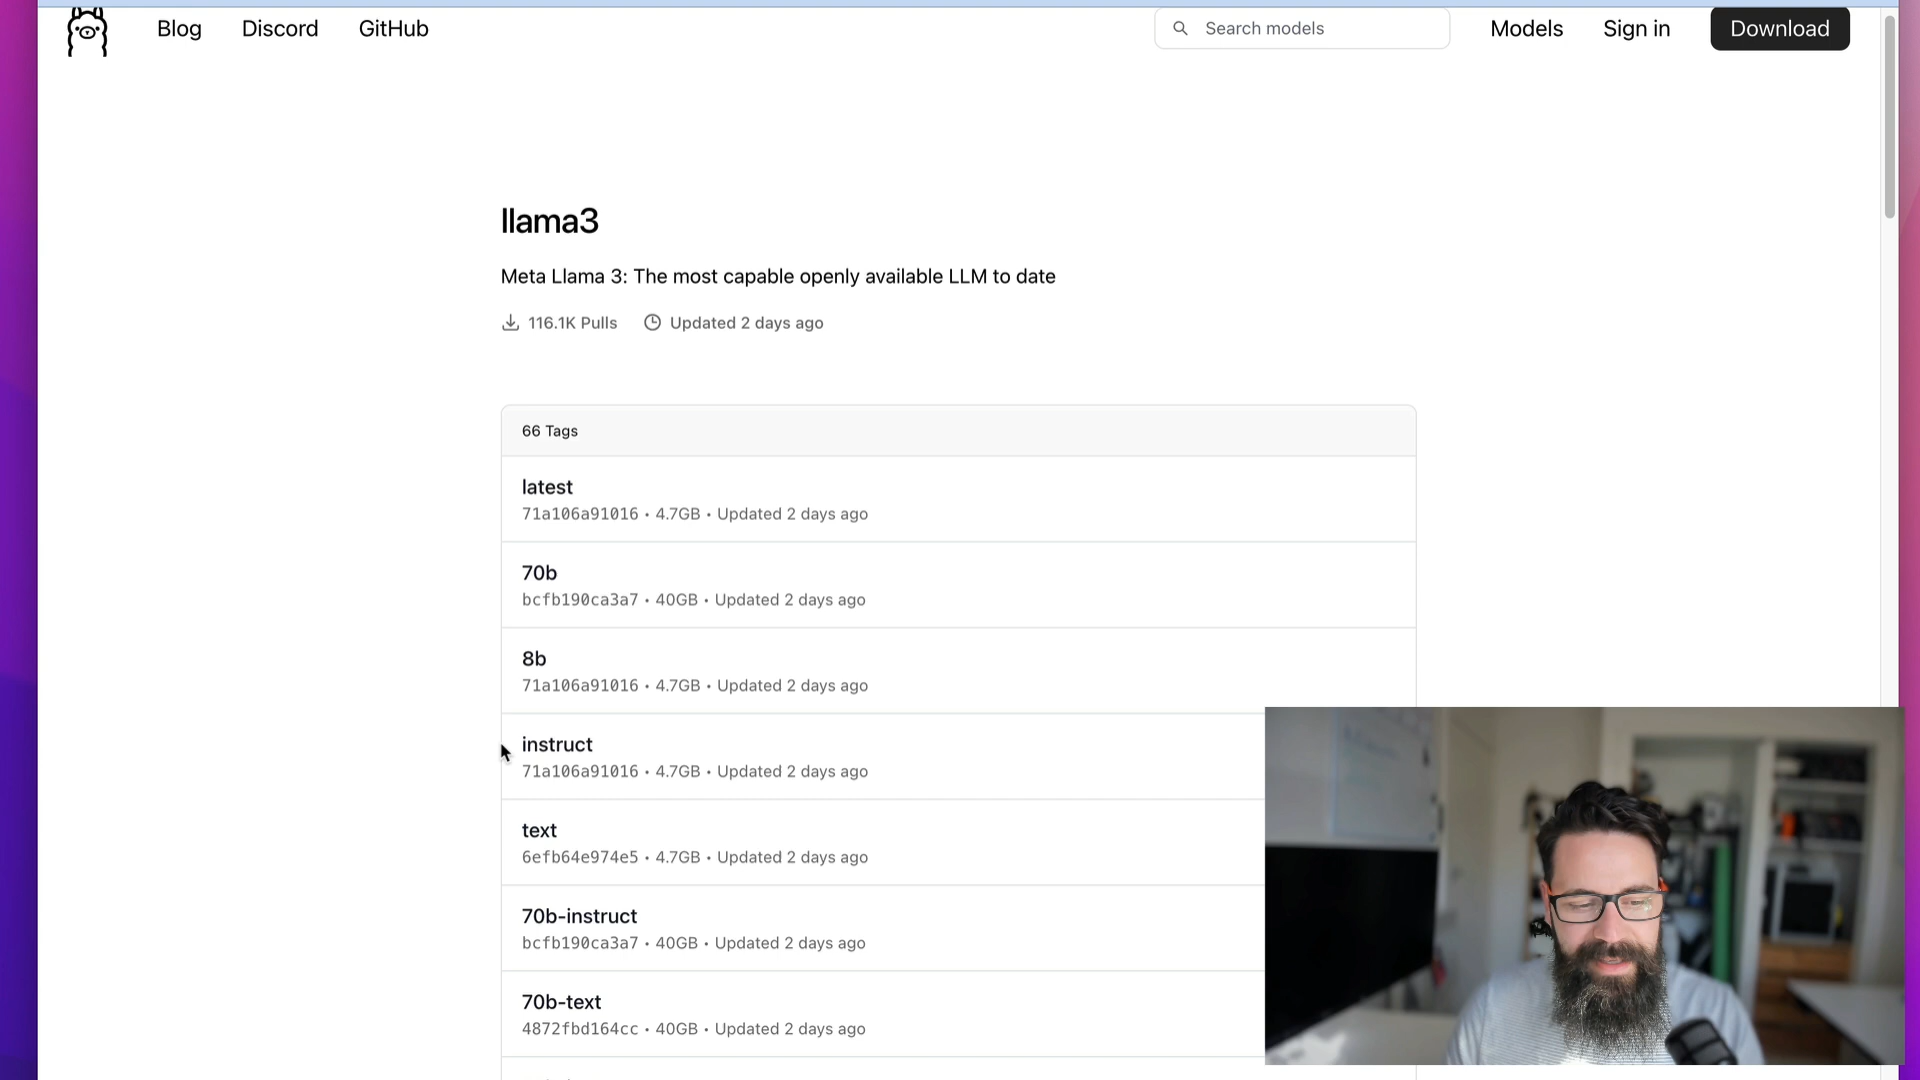 Blog Discord GitHub Search models Models Sign in Download
llama3
Meta Llama 3: The most capable openly available LLM to date
116.1K Pulls Updated 2 days ago
66 Tags
latest
71a106a91016 • 4.7GB • Updated 2 days ago
70b
bcfb190ca3a7 • 40GB • Updated 2 days ago
8b
71a106a91016 • 4.7GB • Updated 2 days ago
instruct
71a106a91016 • 4.7GB • Updated 2 days ago
text
6efb64e974e5 • 4.7GB • Updated 2 days ago
70b-instruct
bcfb190ca3a7 • 40GB • Updated 2 days ago
70b-text
4872fbd164cc • 40GB • Updated 2 days ago